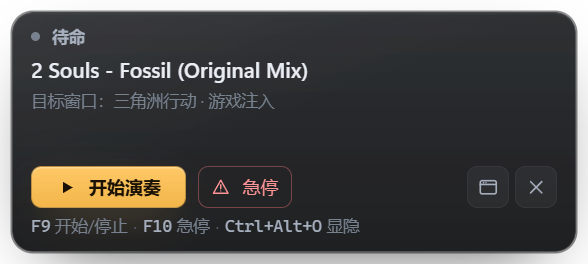 待命
2 Souls - Fossil (Original Mix)
目标窗口：三角洲行动 · 游戏注入
开始演奏 急停
F9 开始/停止 · F10 急停 · Ctrl+Alt+O 显隐